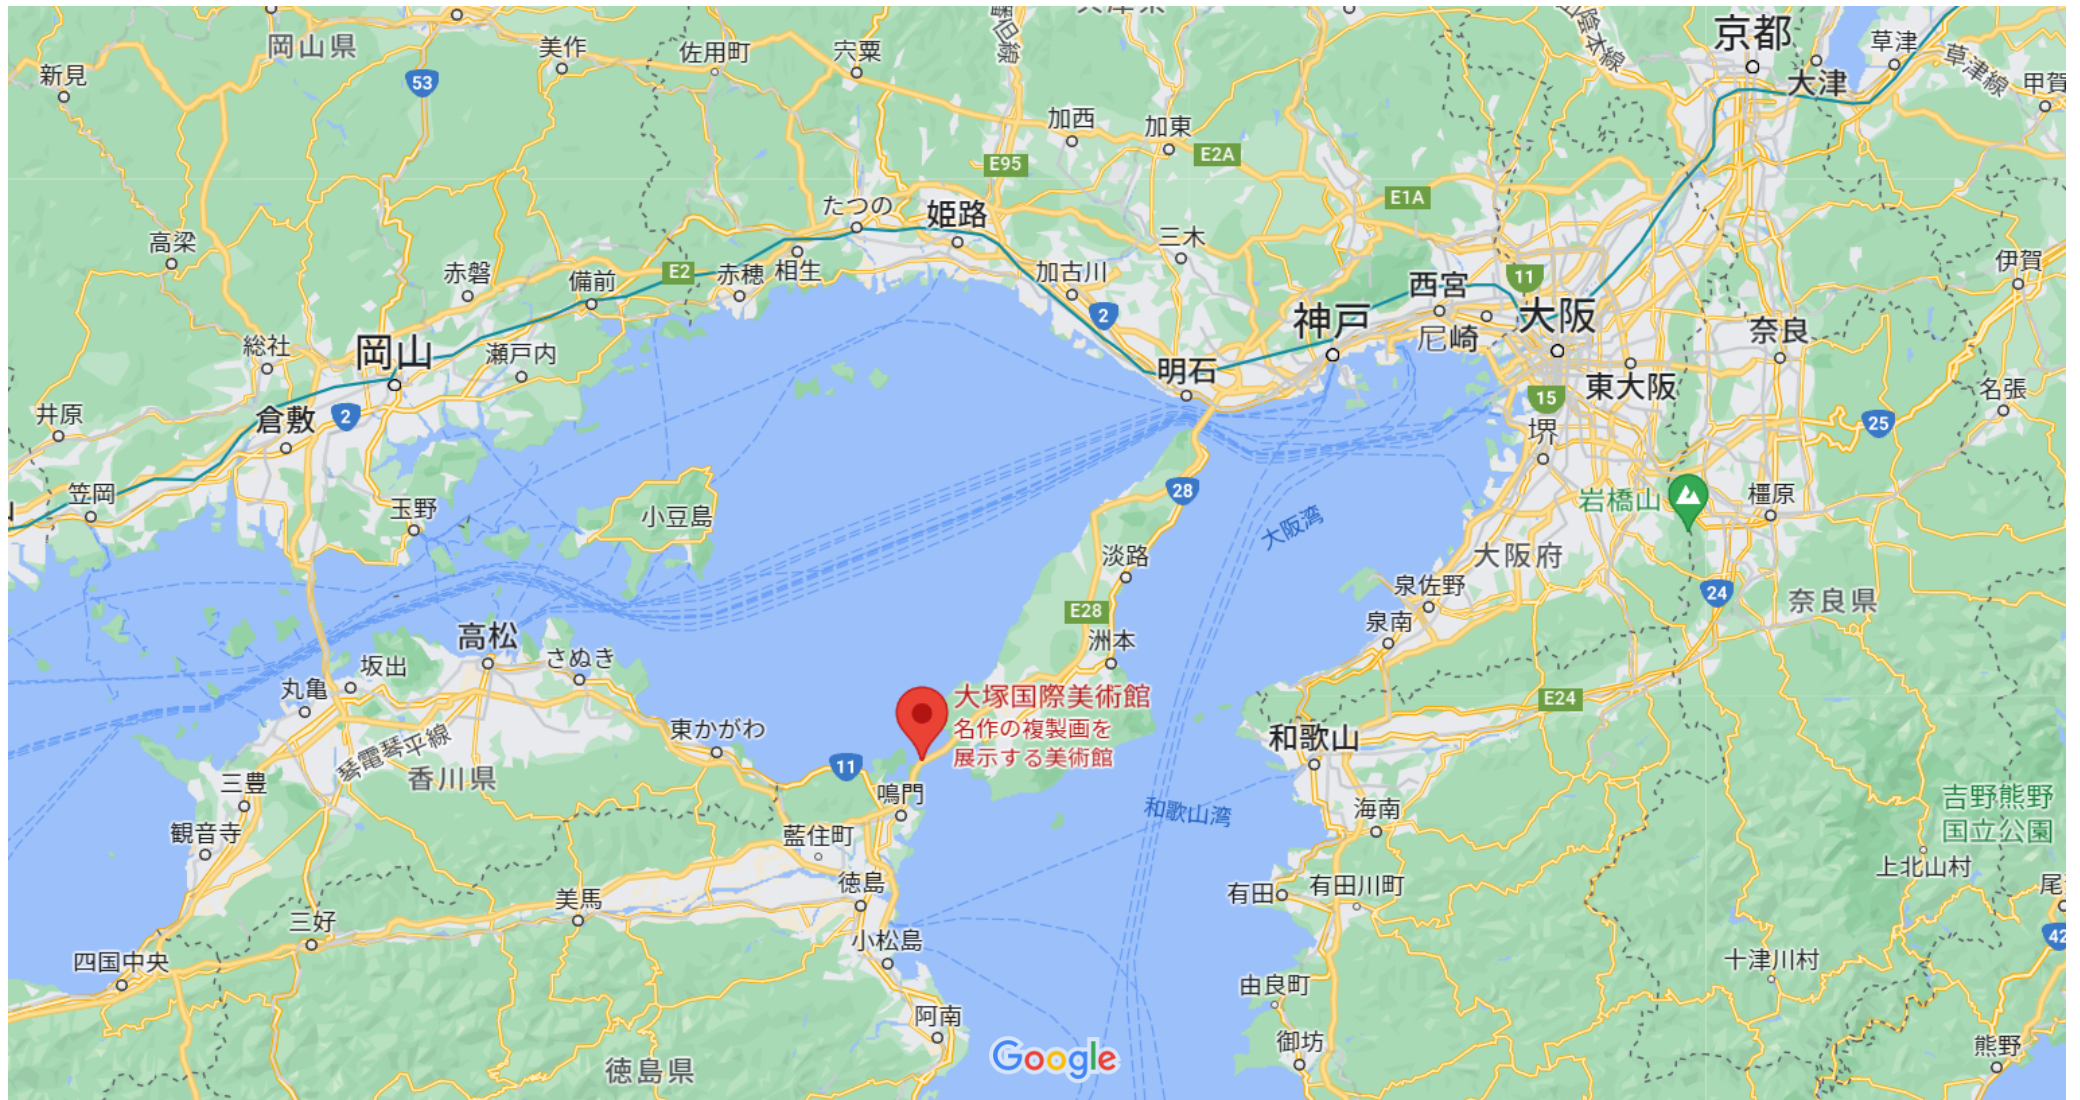 岡山県
京都
草津
草津線
大津
甲賀
新見
53
美作
佐用町
宍粟
山陰本線
加西
加東
E2A
E95
E1A
高梁
たつの
姫路
三木
赤磐
備前
E2
赤穂
相生
加古川
2
神戸
西宮
11
大阪
尼崎
伊賀
奈良
総社
岡山
瀬戸内
明石
東大阪
15
名張
井原
倉敷
2
堺
25
笠岡
玉野
小豆島
28
大阪湾
岩橋山
橿原
淡路
大阪府
泉佐野
24
奈良県
E28
洲本
泉南
高松
さぬき
坂出
丸亀
大塚国際美術館
名作の複製画を
展示する美術館
E24
和歌山
東かがわ
琴電琴平線
香川県
11
三豊
鳴門
和歌山湾
海南
吉野熊野
国立公園
観音寺
藍住町
上北山村
徳島
有田
有田川町
美馬
三好
小松島
42
四国中央
十津川村
由良町
阿南
御坊
熊野
徳島県
Google